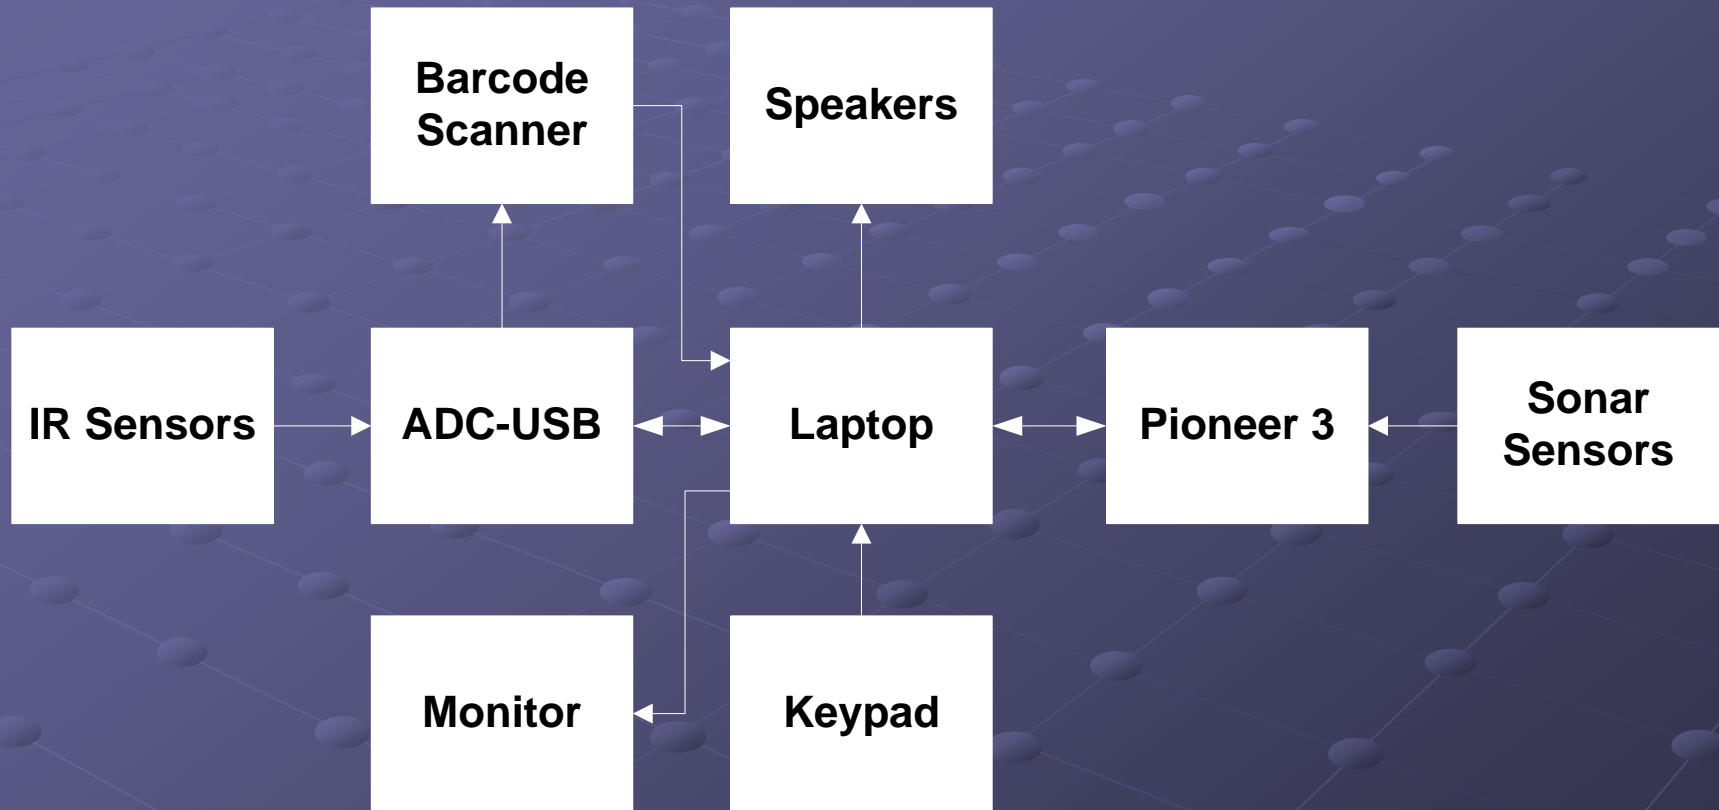 Barcode
Scanner
Speakers
IR Sensors
ADC-USB
Laptop
Pioneer 3
Sonar
Sensors
Monitor
Keypad